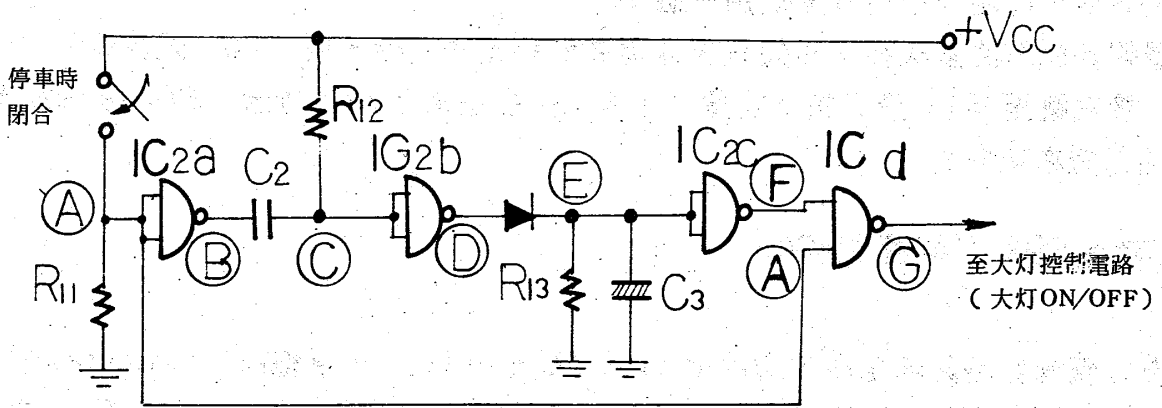 +VCC
停車時
閉合
R12
IC2a
C2
IG2b
E
IC2c
F
IC d
A
B
C
D
A
G
R11
R13
C3
至大灯控制電路
(大灯ON/OFF)